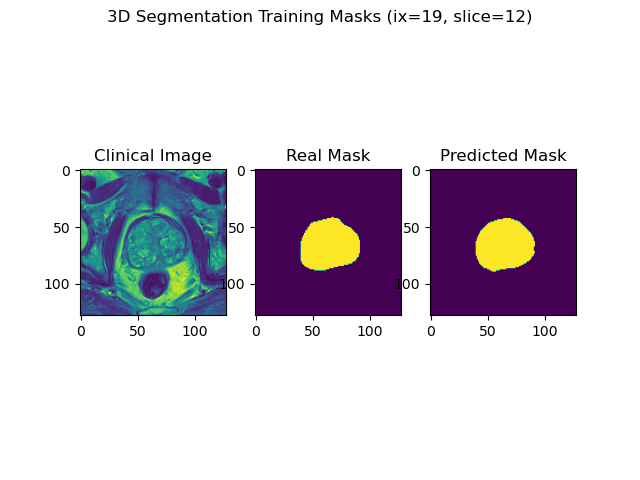 3D Segmentation Training Masks (ix=19, slice=12)
Clinical Image Real Mask Predicted Mask
0 0 0
50 50 50
100 100 100
0 50 100 0 50 100 0 50 100